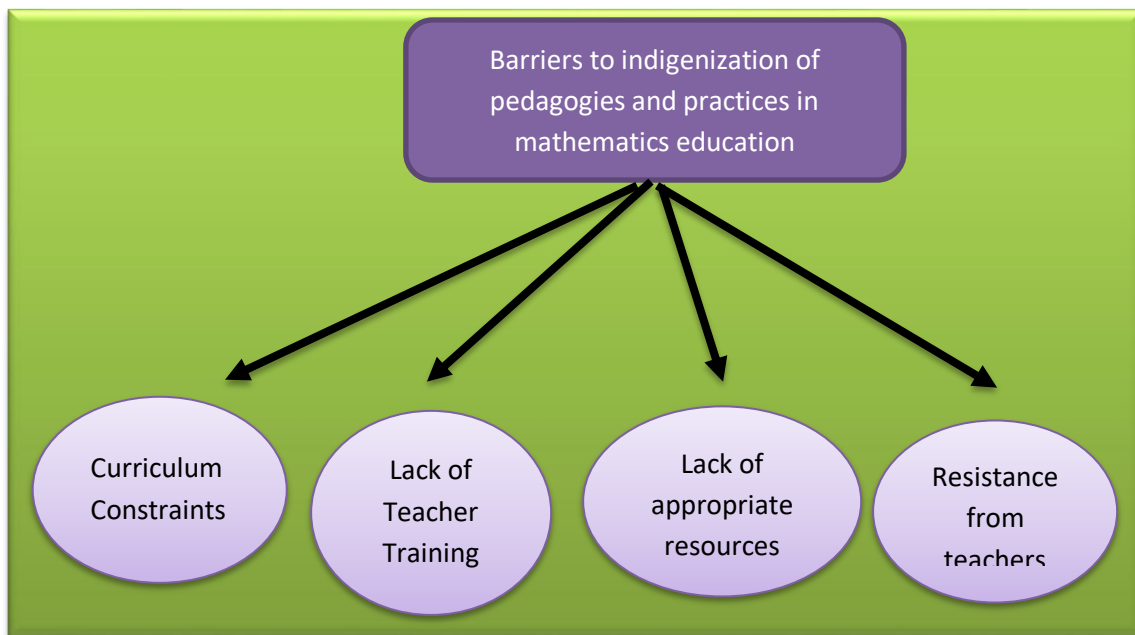 Barriers to indigenization of
pedagogies and practices in
mathematics education
Curriculum
Constraints
Lack of
Teacher
Training
Lack of
appropriate
resources
Resistance
from
teachers